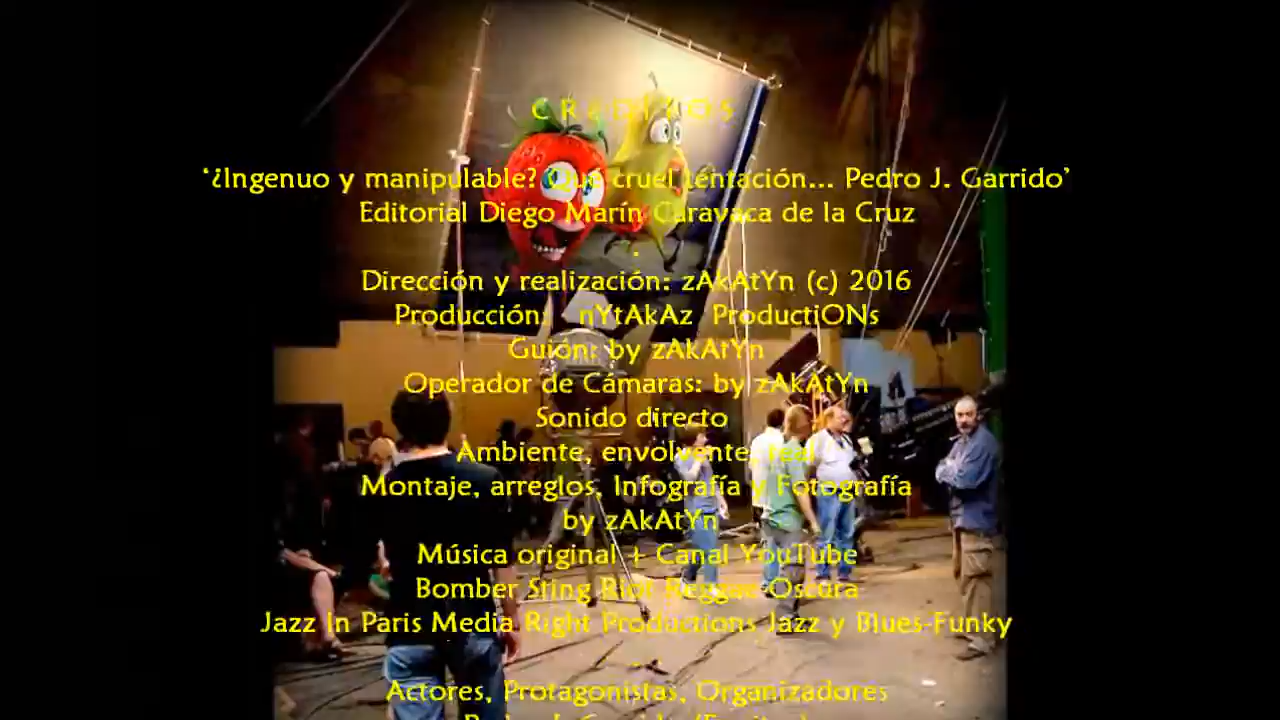 CRéDITOS
‘¿Ingenuo y manipulable? Qué cruel tentación... Pedro J. Garrido’
Editorial Diego Marín Caravaca de la Cruz
.
Dirección y realización: zAkAtYn (c) 2016
Producción: nYtAkAz ProductiONs
Guión: by zAkAtYn
Operador de Cámaras: by zAkAtYn
Sonido directo
Ambiente, envolvente, real
Montaje, arreglos, Infografía y Fotografía
by zAkAtYn
Música original + Canal YouTube
Bomber Sting Riot Reggae Oscura
Jazz In Paris Media Right Productions Jazz y Blues-Funky
.
Actores, Protagonistas, Organizadores